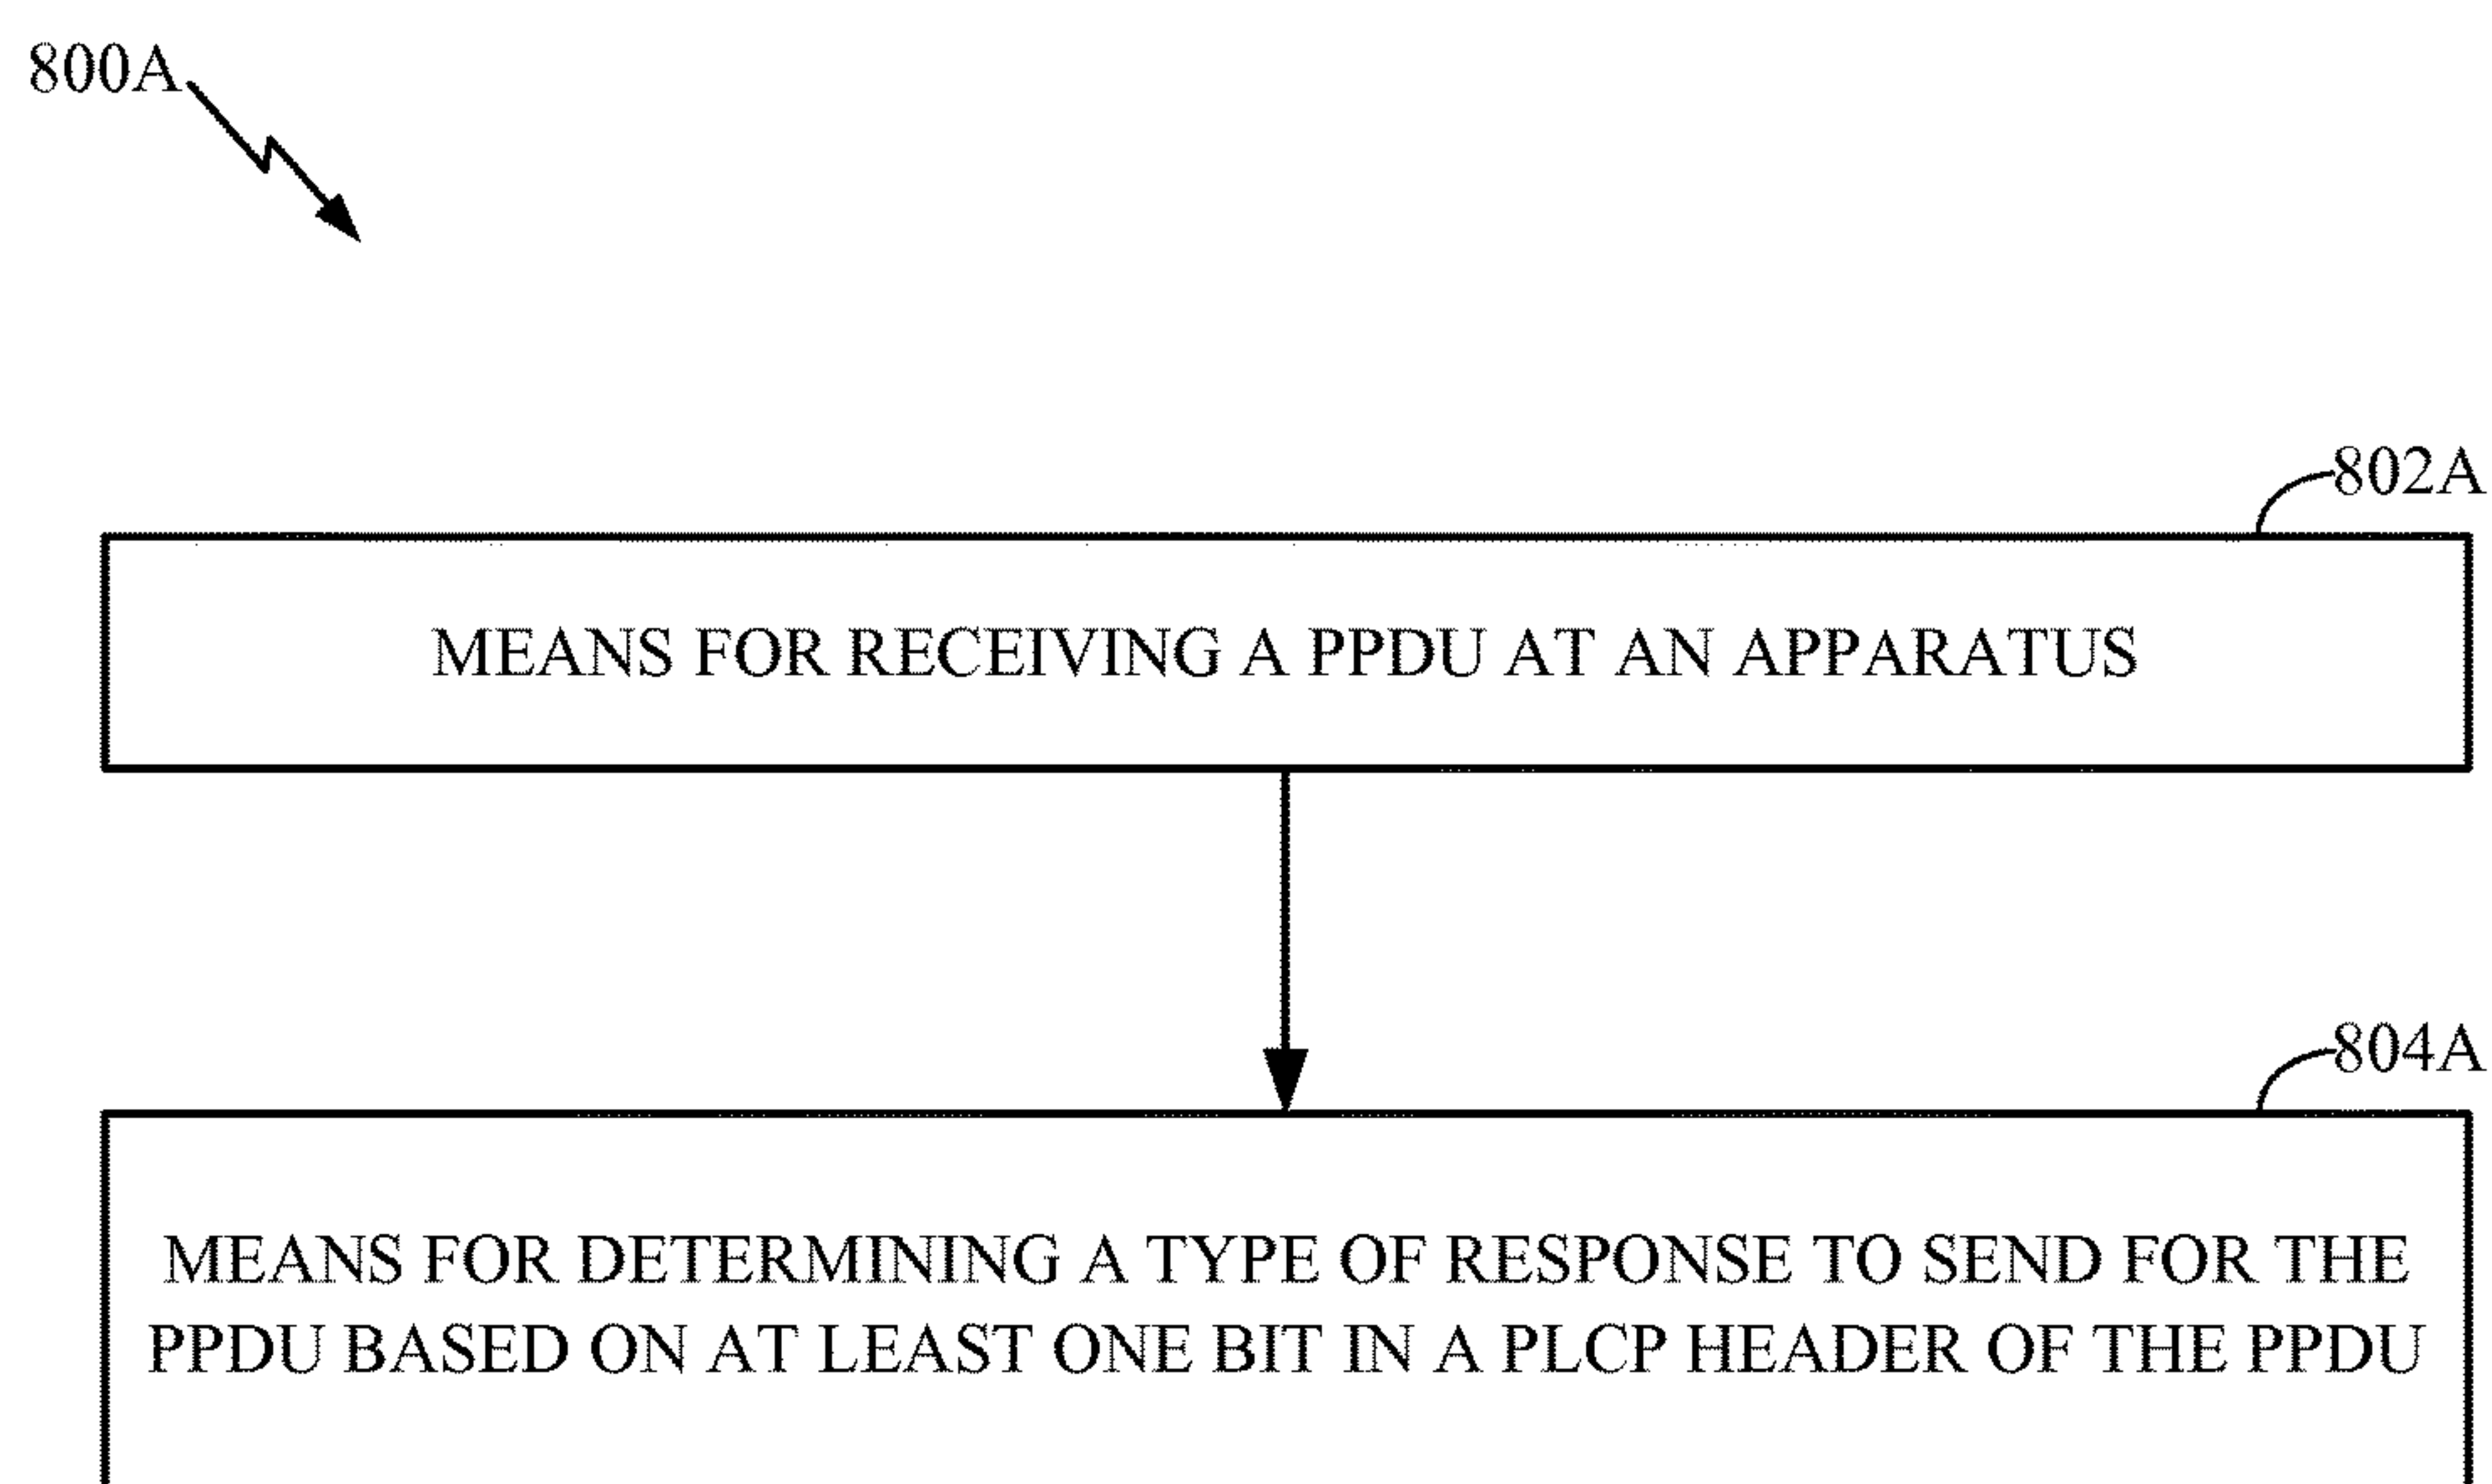 800A
802A
MEANS FOR RECEIVING A PPDU AT AN APPARATUS
804A
MEANS FOR DETERMINING A TYPE OF RESPONSE TO SEND FOR THE
PPDU BASED ON AT LEAST ONE BIT IN A PLCP HEADER OF THE PPDU